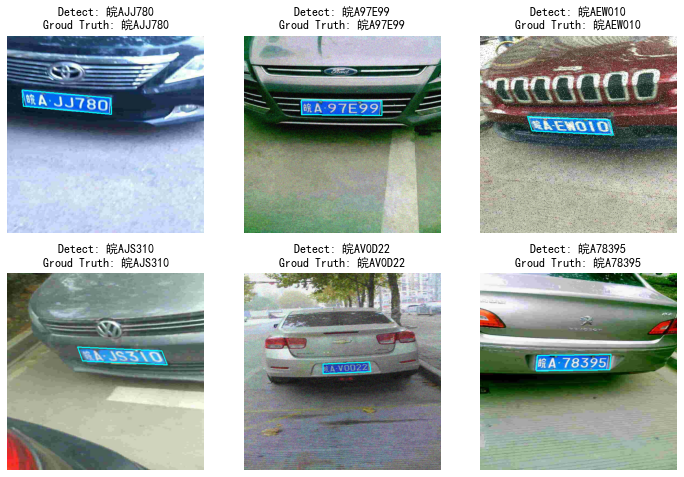 Detect: 皖AJJ780
Groud Truth: 皖AJJ780
Detect: 皖A97E99
Groud Truth: 皖A97E99
Detect: 皖AEW010
Groud Truth: 皖AEW010
皖A·JJ780
Ford
皖A·97E99
皖A·EW010
Detect: 皖AJS310
Groud Truth: 皖AJS310
Detect: 皖AV0D22
Groud Truth: 皖AV0D22
Detect: 皖A78395
Groud Truth: 皖A78395
皖A·JS310
皖A·V0D22
皖A·78395